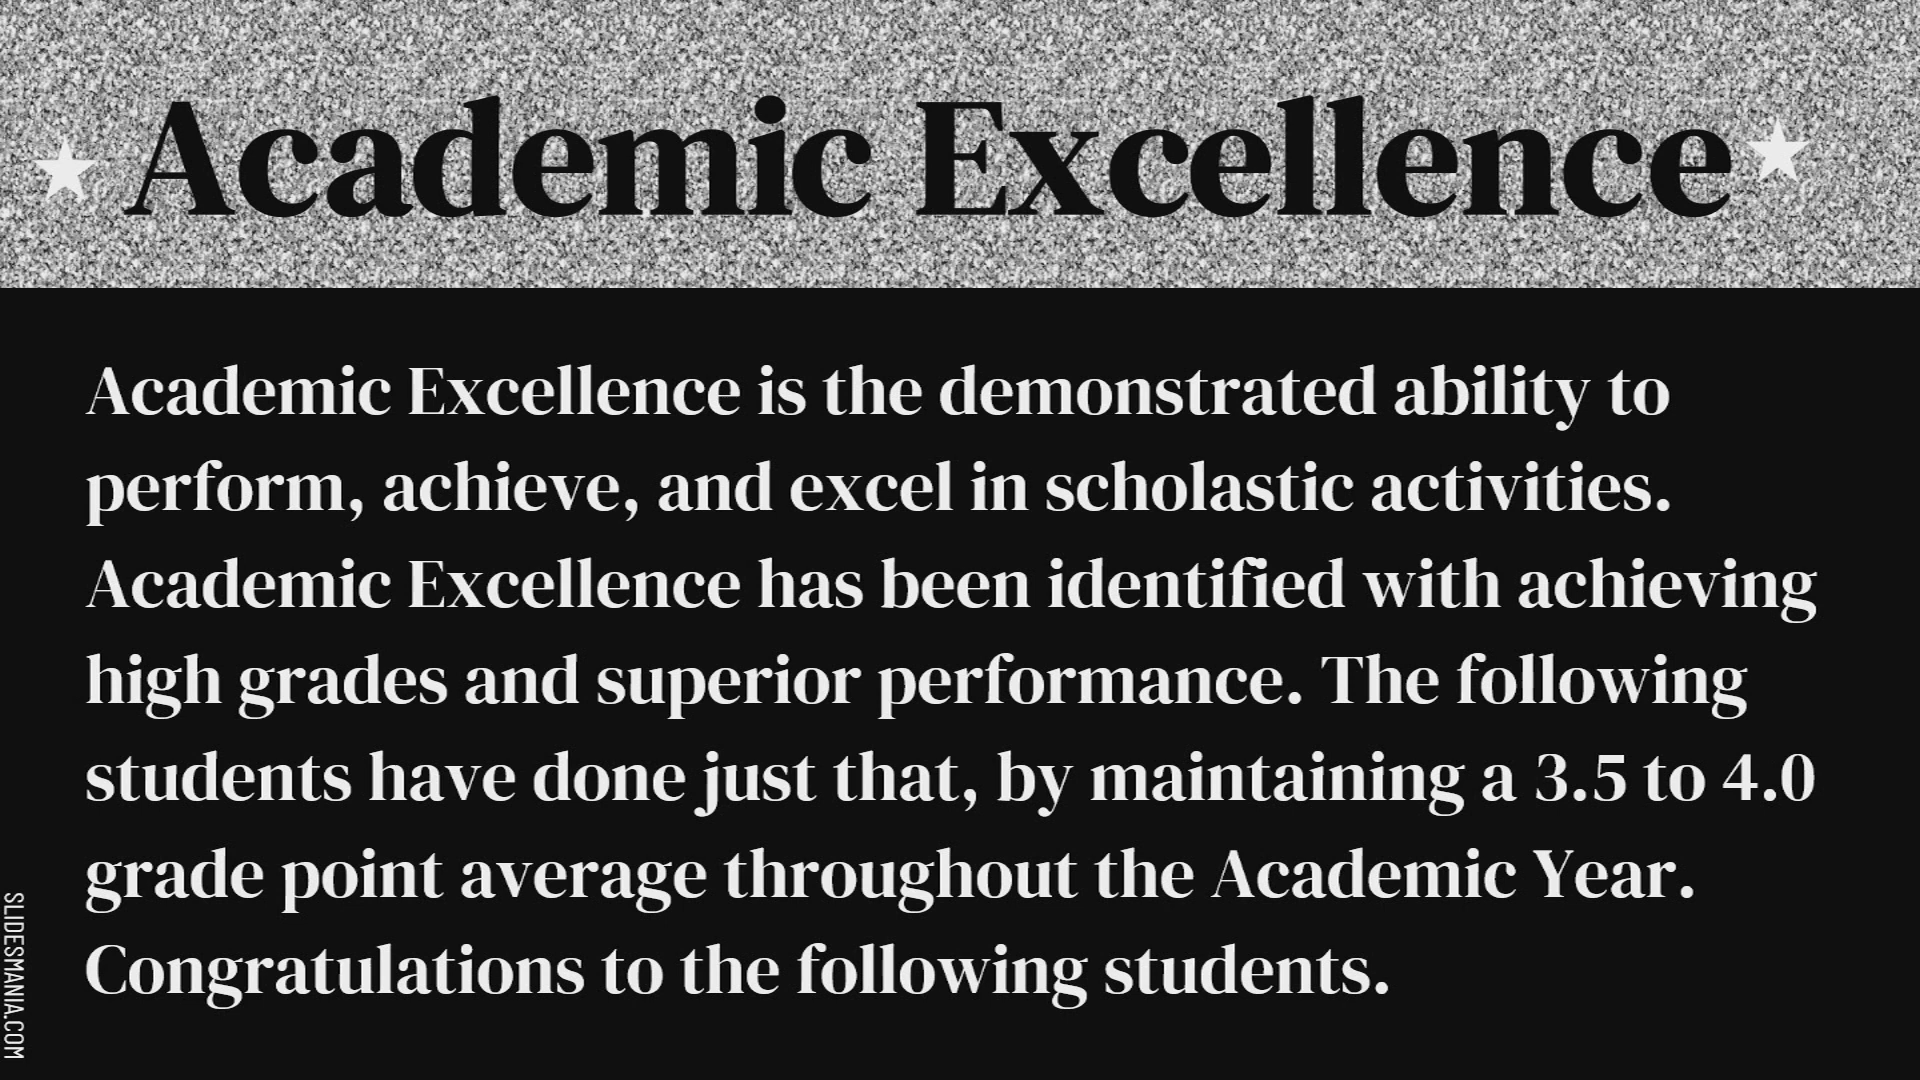 Academic Excellence
Academic Excellence is the demonstrated ability to
perform, achieve, and excel in scholastic activities.
Academic Excellence has been identified with achieving
high grades and superior performance. The following
students have done just that, by maintaining a 3.5 to 4.0
grade point average throughout the Academic Year.
Congratulations to the following students.
SLIDESMANIA.COM